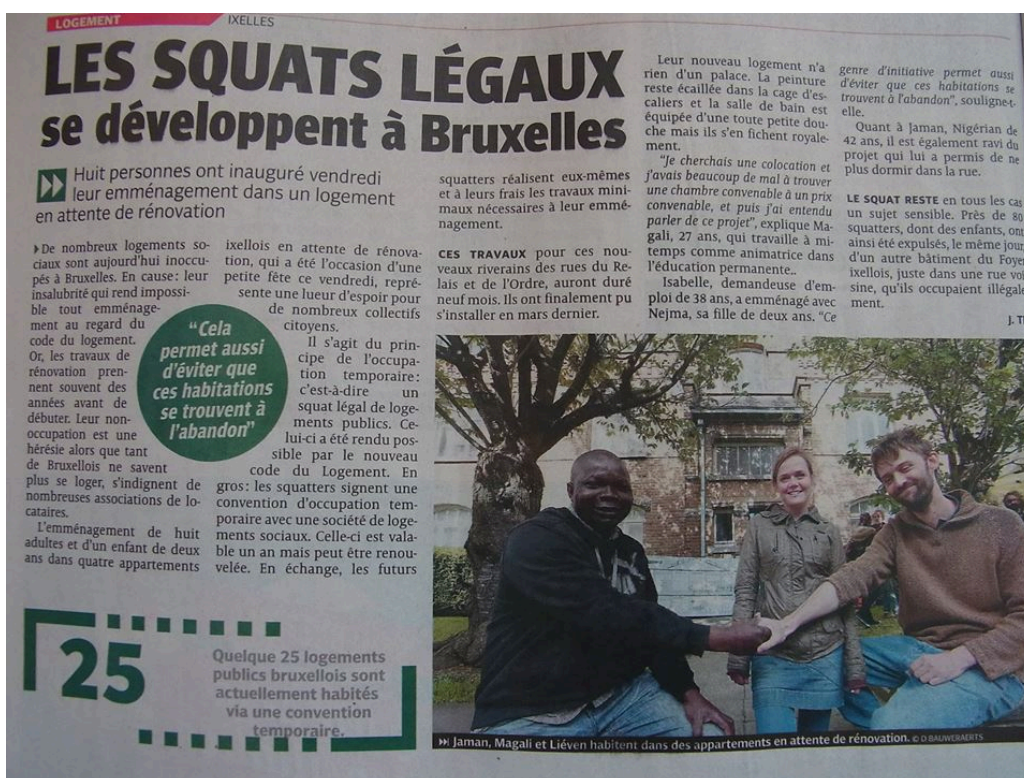 LOGEMENT IXELLES
LES SQUATS LÉGAUX
se développent à Bruxelles
Huit personnes ont inauguré vendredi
leur emménagement dans un logement
en attente de rénovation
De nombreux logements so-
ciaux sont aujourd'hui inoccu-
pés à Bruxelles. En cause: leur
insalubrité qui rend impossi-
ble tout emménage-
ment au regard du
code du logement.
Or, les travaux de
rénovation pren-
nent souvent des
années avant de
débuter. Leur non-
occupation est une
hérésie alors que tant
de Bruxellois ne savent
plus se loger, s'indignent de
nombreuses associations de lo-
cataires.
L'emménagement de huit
adultes et d'un enfant de deux
ans dans quatre appartements
"Cela
permet aussi
d'éviter que
ces habitations
se trouvent à
l'abandon"
ixellois en attente de rénova-
tion, qui a été l'occasion d'une
petite fête ce vendredi, repré-
sente une lueur d'espoir pour
de nombreux collectifs
citoyens.
Il s'agit du prin-
cipe de l'occupa-
tion temporaire:
c'est-à-dire un
squat légal de loge-
ments publics. Ce-
lui-ci a été rendu pos-
sible par le nouveau
code du Logement. En
gros: les squatters signent une
convention d'occupation tem-
poraire avec une société de loge-
ments sociaux. Celle-ci est vala-
ble un an mais peut être renou-
velée. En échange, les futurs
squatters réalisent eux-mêmes
et à leurs frais les travaux mini-
maux nécessaires à leur emmé-
nagement.
CES TRAVAUX pour ces nou-
veaux riverains des rues du Re-
lais et de l'Ordre, auront duré
neuf mois. Ils ont finalement pu
s'installer en mars dernier.
Leur nouveau logement n'a
rien d'un palace. La peinture
reste écaillée dans la cage d'es-
caliers et la salle de bain est
équipée d'une toute petite dou-
che mais ils s'en fichent royale-
ment.
"Je cherchais une colocation et
j'avais beaucoup de mal à trouver
une chambre convenable à un prix
convenable, et puis j'ai entendu
parler de ce projet", explique Ma-
gali, 27 ans, qui travaille à mi-
temps comme animatrice dans
l'éducation permanente..
Isabelle, demandeuse d'em-
ploi de 38 ans, a emménagé avec
Nejma, sa fille de deux ans. "Ce
genre d'initiative permet aussi
d'éviter que ces habitations se
trouvent à l'abandon", souligne-t-
elle.
Quant à Jaman, Nigérian de
42 ans, il est également ravi du
projet qui lui a permis de ne
plus dormir dans la rue.
LE SQUAT RESTE en tous les cas
un sujet sensible. Près de 80
squatters, dont des enfants, ont
ainsi été expulsés, le même jour
d'un autre bâtiment du Foyer
ixellois, juste dans une rue voi
sine, qu'ils occupaient illégale
ment.
25
Quelque 25 logements
publics bruxellois sont
actuellement habités
via une convention
temporaire.
Jaman, Magali et Liéven habitent dans des appartements en attente de rénovation. © D BAUWERAERTS